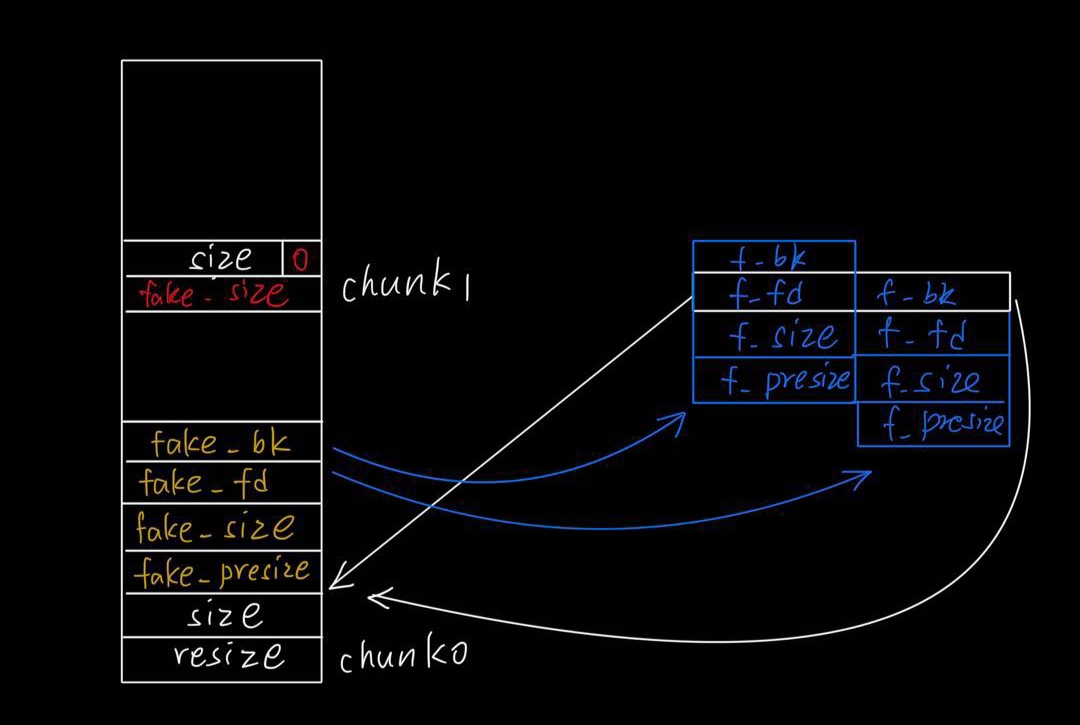 size 0
fake_size
chunk1
fake_bk
fake_fd
fake_size
fake_presize
size
resize
chunk0
f_bk
f_fd f_bk
f_size f_fd
f_presize f_size
f_presize